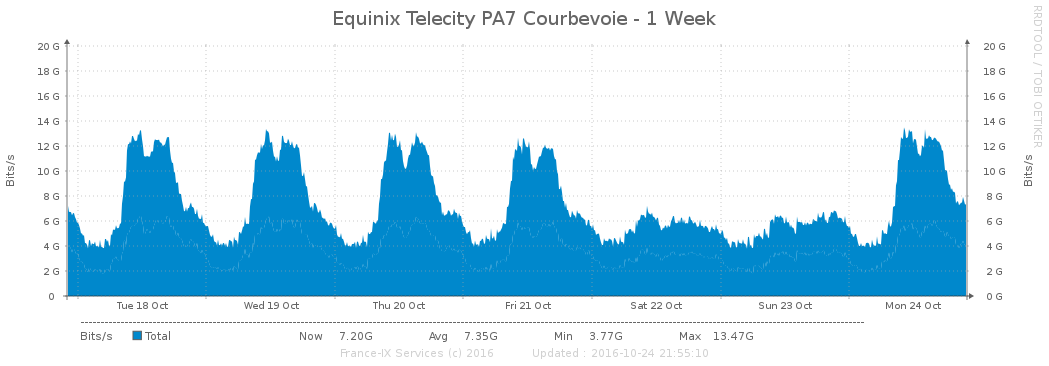 Equinix Telecity PA7 Courbevoie - 1 Week
RRDTOOL / TOBI OETIKER
Bits/s
20 G
18 G
16 G
14 G
12 G
10 G
8 G
6 G
4 G
2 G
0
20 G
18 G
16 G
14 G
12 G
10 G
8 G
6 G
4 G
2 G
0 G
Bits/s
Tue 18 Oct Wed 19 Oct Thu 20 Oct Fri 21 Oct Sat 22 Oct Sun 23 Oct Mon 24 Oct
Bits/s Total Now 7.20G Avg 7.35G Min 3.77G Max 13.47G
France-IX Services (c) 2016 Updated : 2016-10-24 21:55:10